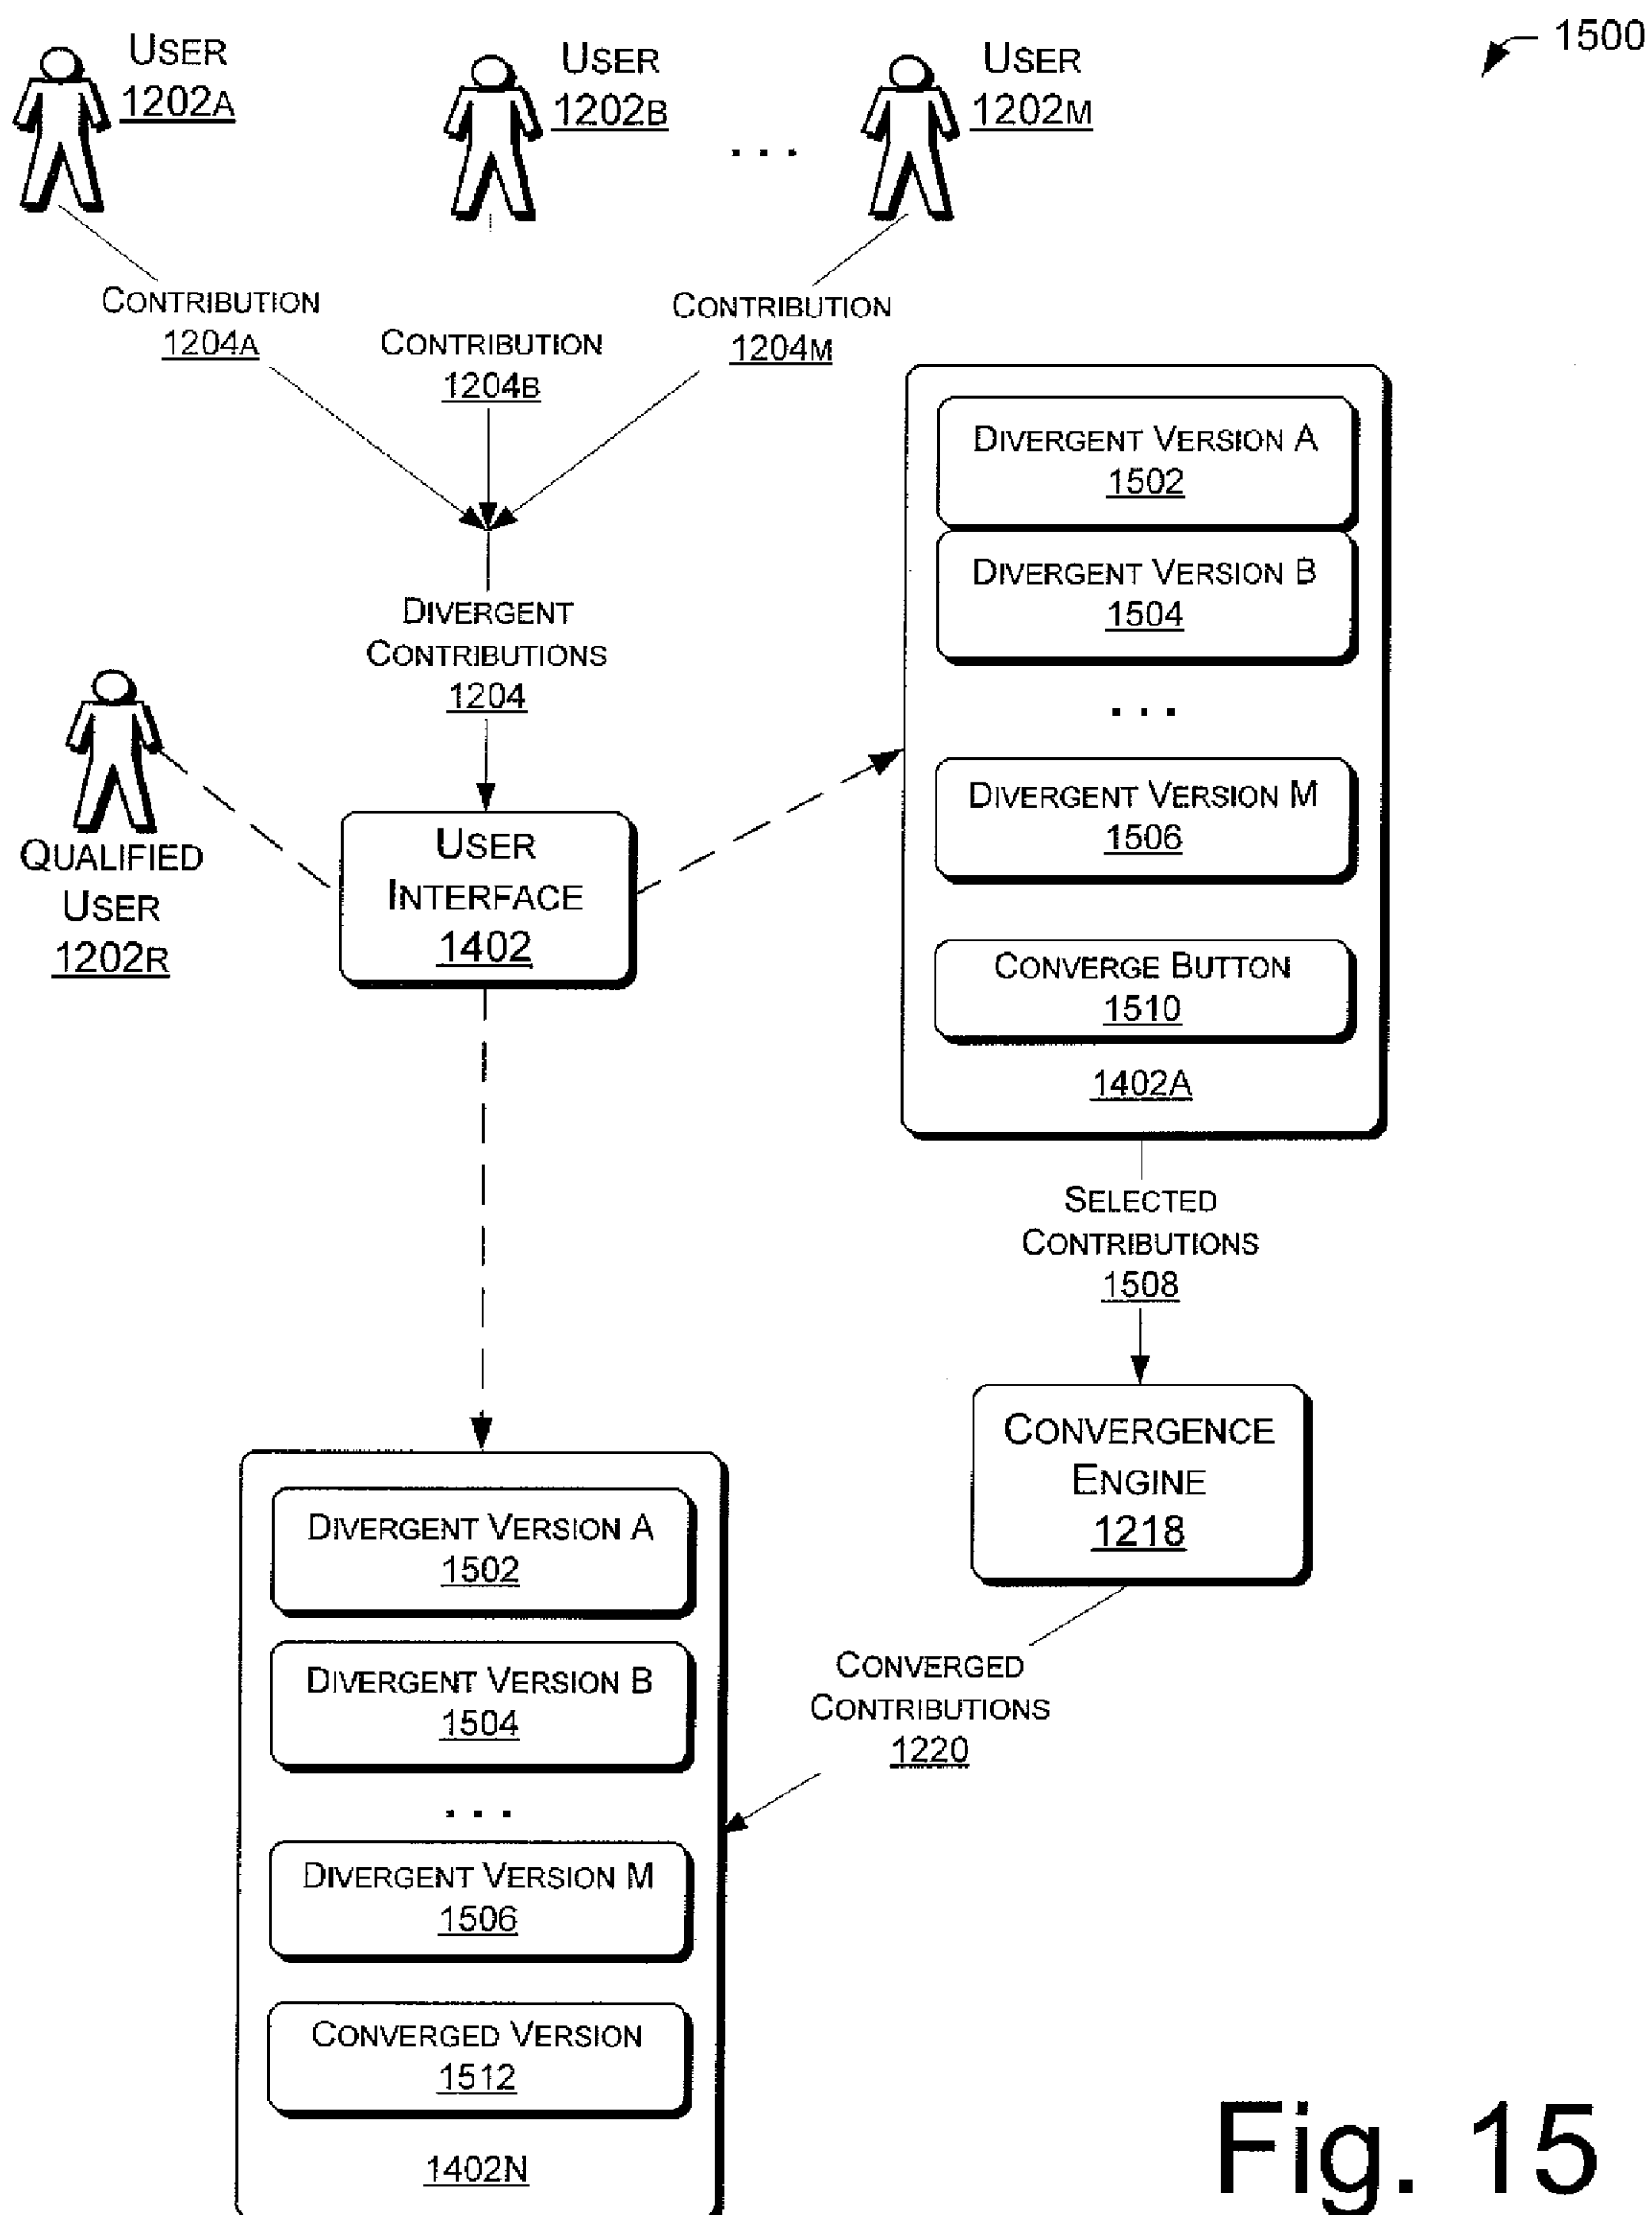 1500
USER
1202A
USER
1202B
. . .
USER
1202M
CONTRIBUTION
1204A
CONTRIBUTION
1204B
CONTRIBUTION
1204M
DIVERGENT
CONTRIBUTIONS
1204
QUALIFIED
USER
1202R
USER
INTERFACE
1402
DIVERGENT VERSION A
1502
DIVERGENT VERSION B
1504
. . .
DIVERGENT VERSION M
1506
CONVERGE BUTTON
1510
1402A
SELECTED
CONTRIBUTIONS
1508
CONVERGENCE
ENGINE
1218
CONVERGED
CONTRIBUTIONS
1220
DIVERGENT VERSION A
1502
DIVERGENT VERSION B
1504
. . .
DIVERGENT VERSION M
1506
CONVERGED VERSION
1512
1402N
Fig. 15